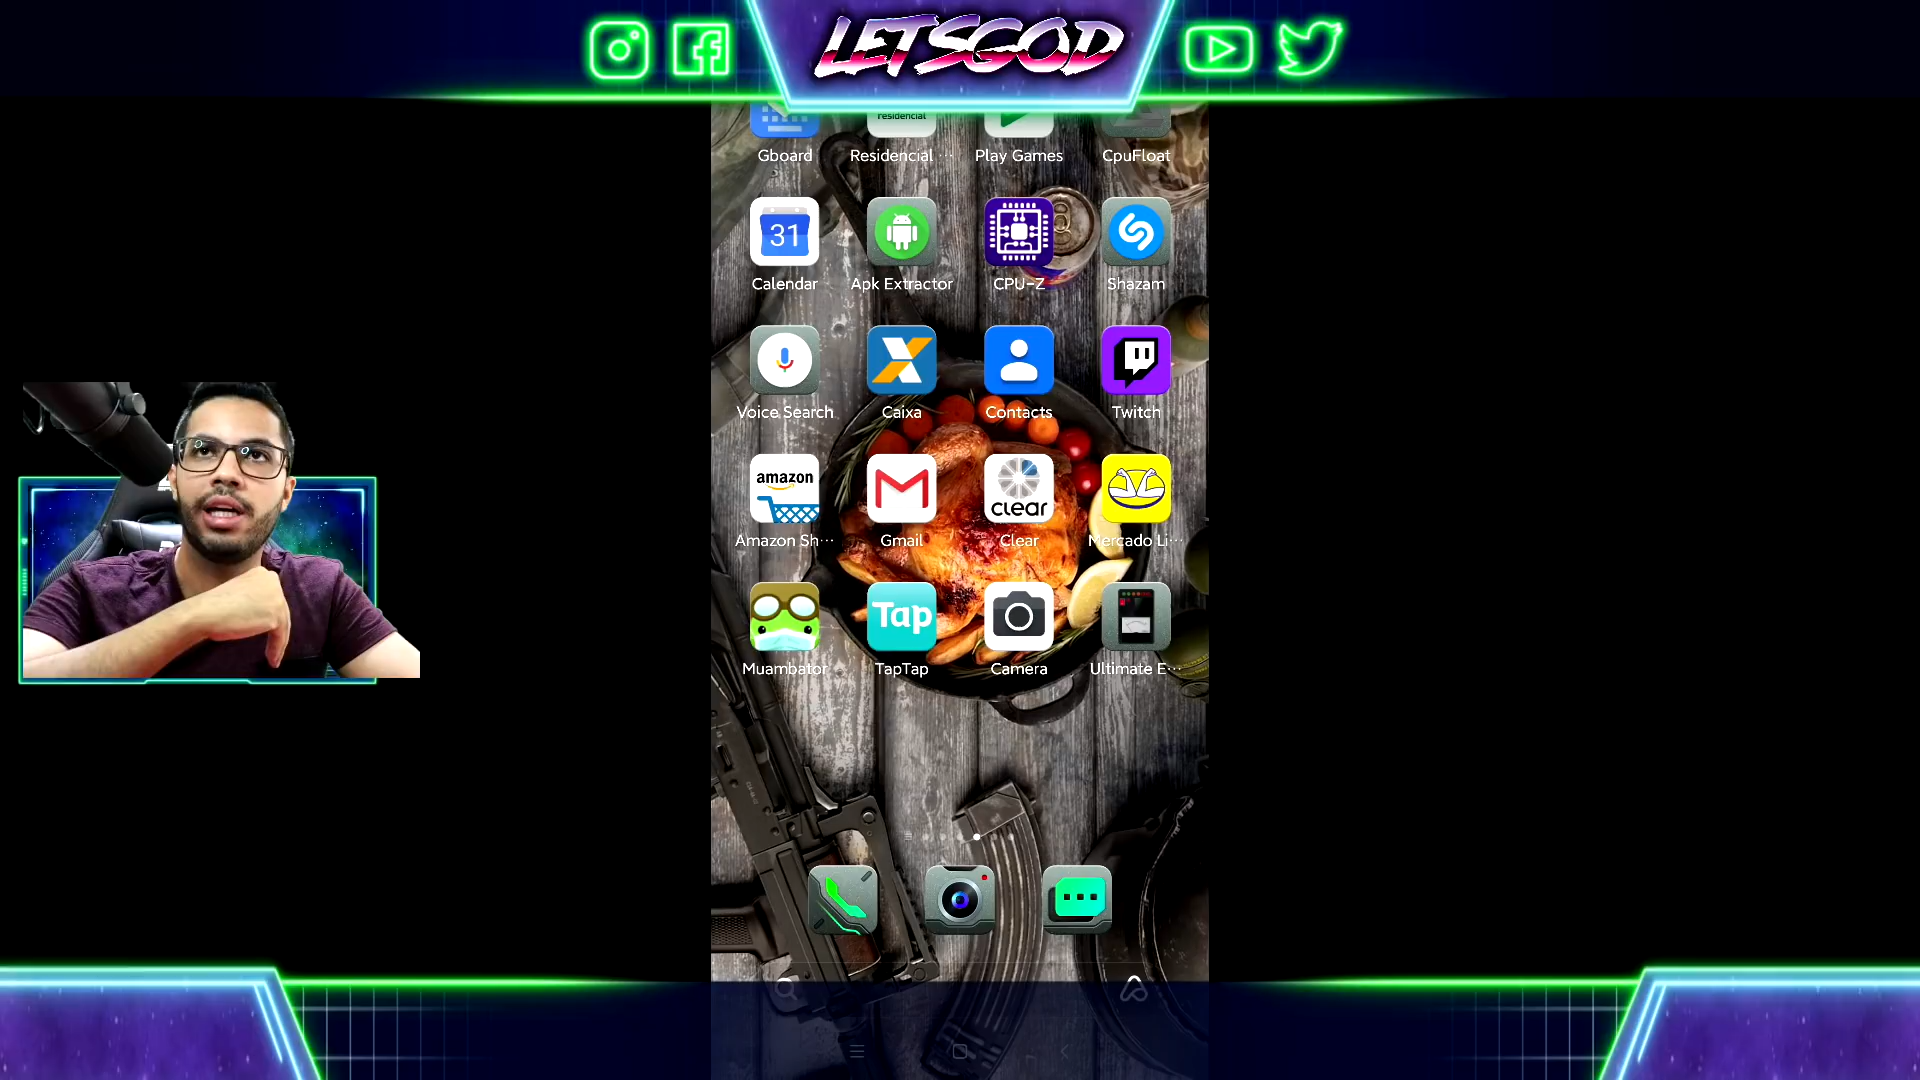 LETSGOD
residencial
Gboard Residencial ··· Play Games CpuFloat
31
Calendar Apk Extractor CPU-Z Shazam
Voice Search Caixa Contacts Twitch
amazon
clear
Amazon Sh··· Gmail Clear Mercado Li···
Tap
Muambator TapTap Camera Ultimate E···